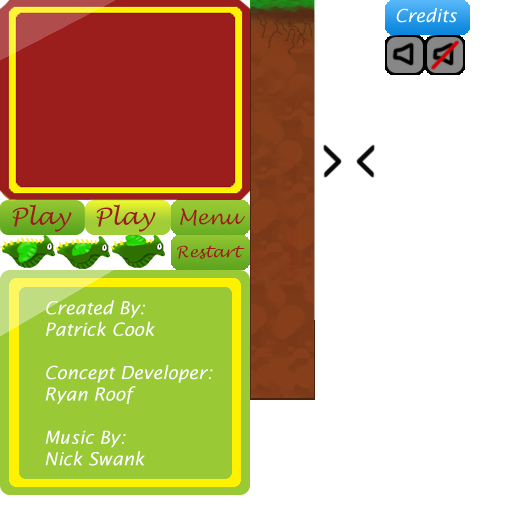 Credits
Play
Play
Menu
Restart
Created By:
Patrick Cook
Concept Developer:
Ryan Roof
Music By:
Nick Swank